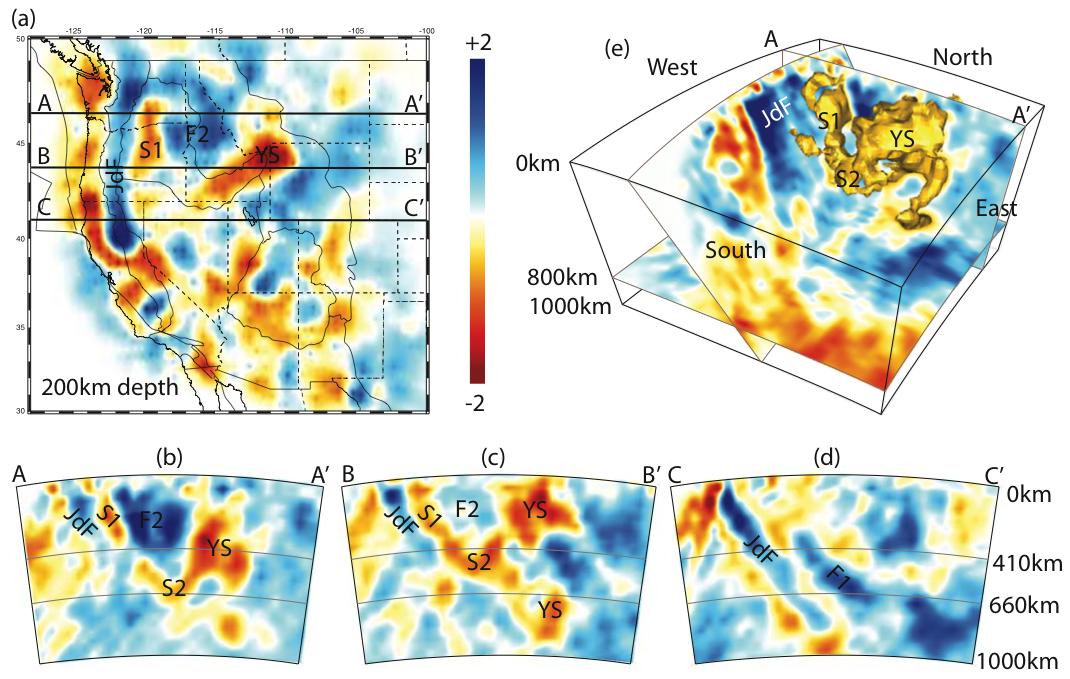 (a)
-125 -120 -115 -110 -105 -100
50
45
40
35
30
A A’
B B’
C C’
JdF
S1
F2
YS
200km depth
+2
-2
(e)
West
North
A
A’
JdF
S1
YS
S2
0km
South
East
800km
1000km
(b)
A A’
JdF
S1
F2
YS
S2
(c)
B B’
JdF
S1
F2
YS
S2
YS
(d)
C C’
JdF
F1
0km
410km
660km
1000km